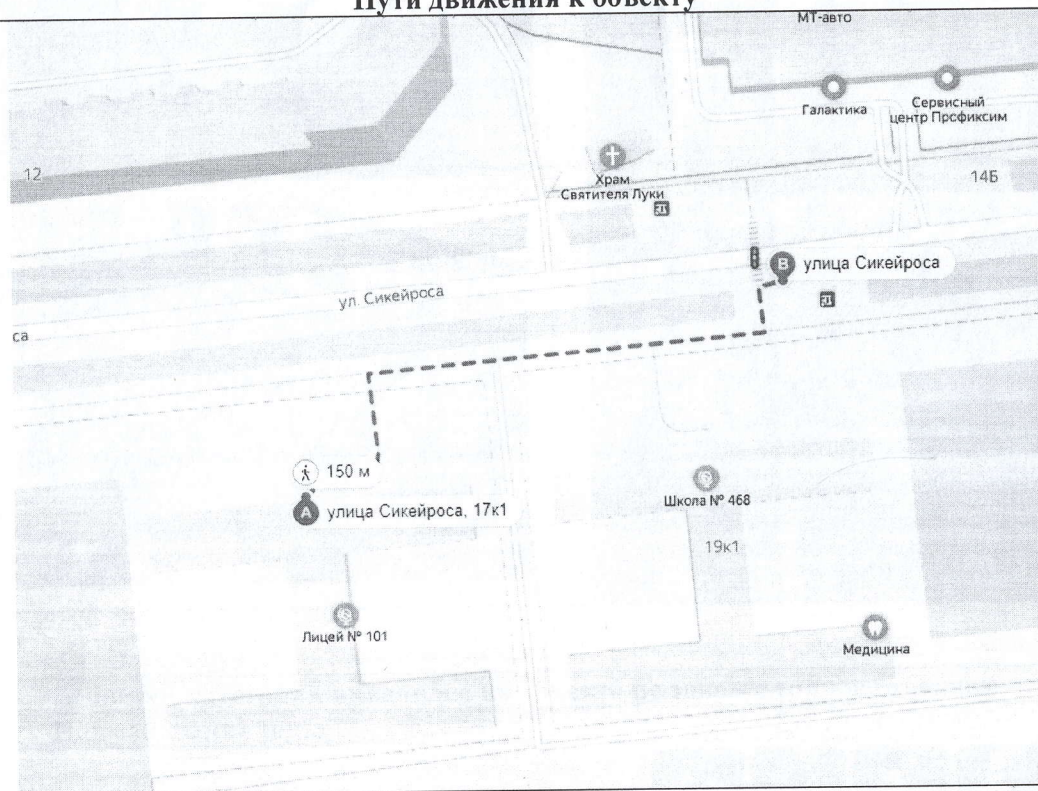 Пути движения к объекту
МТ-авто
Галактика
Сервисный
центр Профиксим
12
Храм
Святителя Луки
14Б
В
улица Сикейроса
ул. Сикейроса
са
150 м
А
улица Сикейроса, 17к1
Школа № 468
19к1
Лицей № 101
Медицина